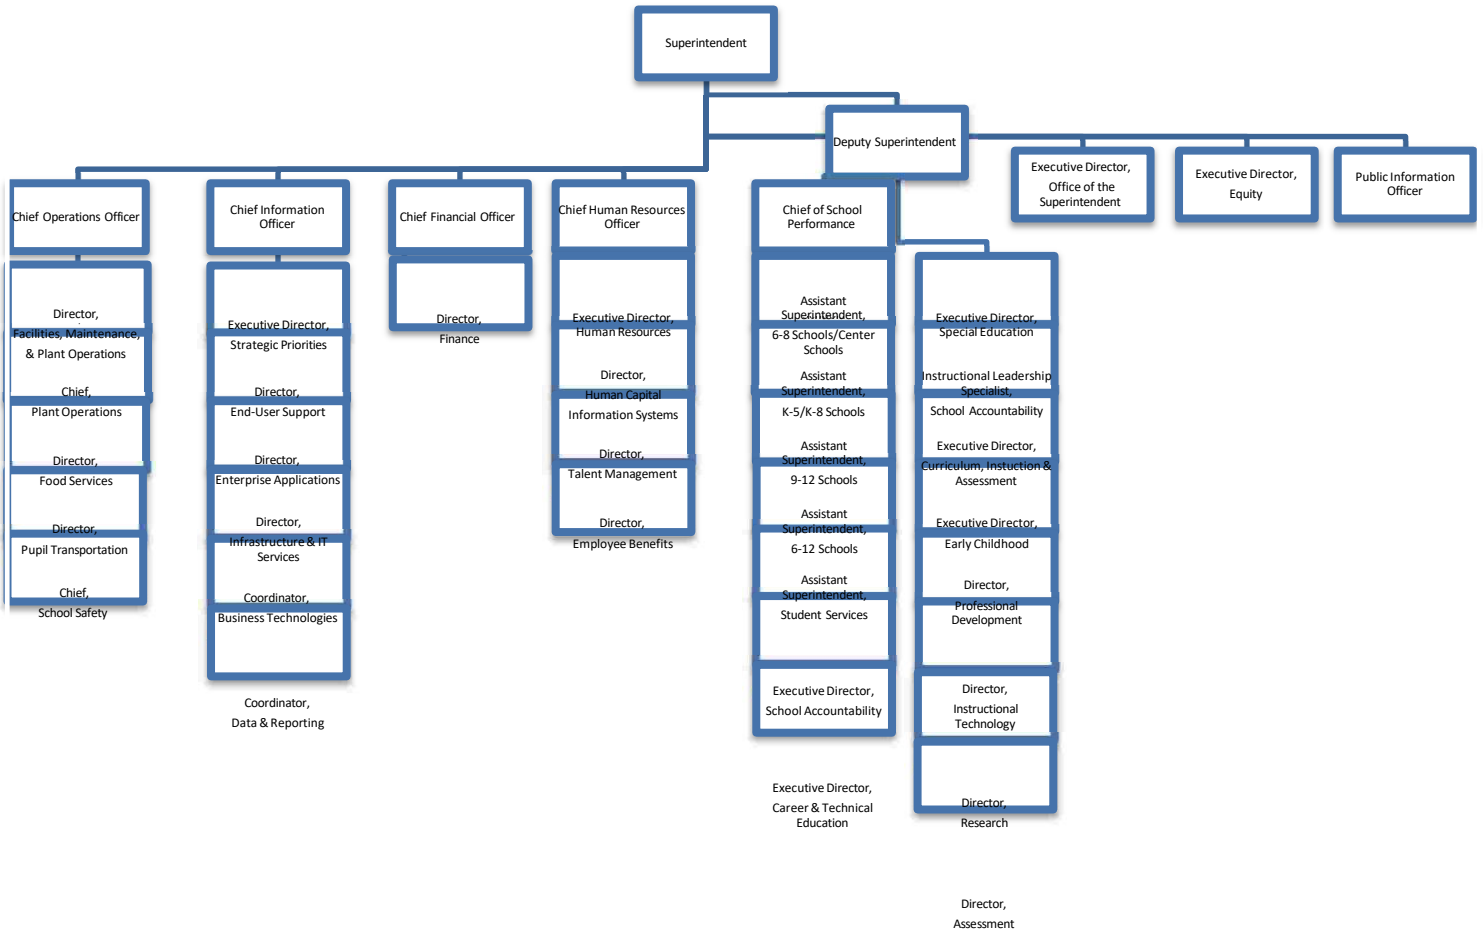 Superintendent
Deputy Superintendent
Executive Director,
Office of the
Superintendent
Executive Director,
Equity
Public Information
Officer
Chief Operations Officer
Chief Information
Officer
Chief Financial Officer
Chief Human Resources
Officer
Chief of School
Performance
Director,
Facilities, Maintenance,
& Plant Operations
Chief,
Plant Operations
Director,
Food Services
Director,
Pupil Transportation
Chief,
School Safety
Executive Director,
Strategic Priorities
Director,
End-User Support
Director,
Enterprise Applications
Director,
Infrastructure & IT
Services
Coordinator,
Business Technologies
Coordinator,
Data & Reporting
Director,
Finance
Executive Director,
Human Resources
Director,
Human Capital
Information Systems
Director,
Talent Management
Director,
Employee Benefits
Assistant
Superintendent,
6-8 Schools/Center
Schools
Assistant
Superintendent,
K-5/K-8 Schools
Assistant
Superintendent,
9-12 Schools
Assistant
Superintendent,
6-12 Schools
Assistant
Superintendent,
Student Services
Executive Director,
School Accountability
Executive Director,
Career & Technical
Education
Executive Director,
Special Education
Instructional Leadership
Specialist,
School Accountability
Executive Director,
Curriculum, Instuction &
Assessment
Executive Director,
Early Childhood
Director,
Professional
Development
Director,
Instructional
Technology
Director,
Research
Director,
Assessment